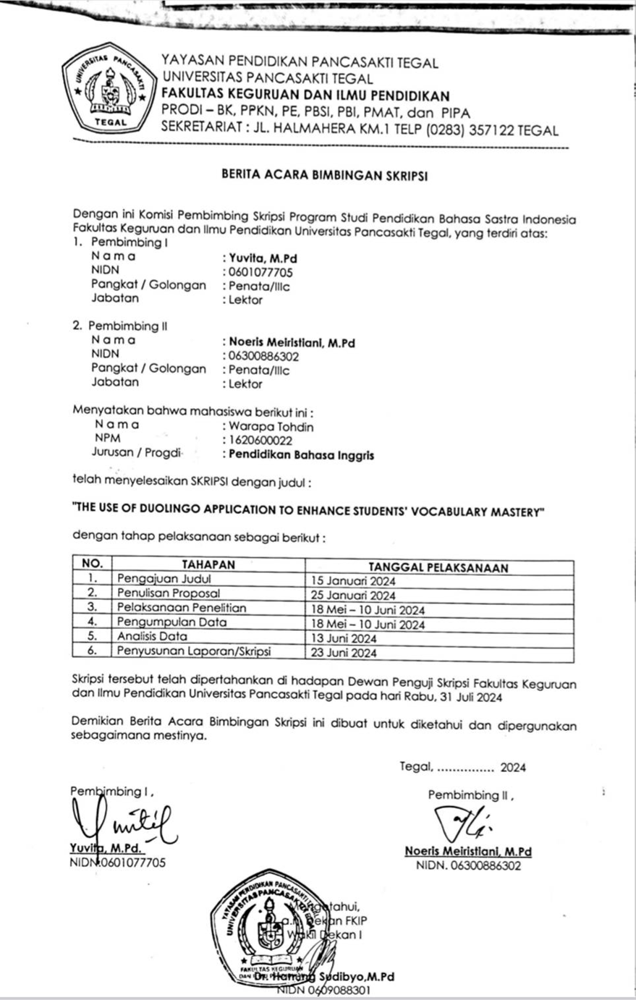 UNIVERSITAS PANCASAKTI
TEGAL
YAYASAN PENDIDIKAN PANCASAKTI TEGAL
UNIVERSITAS PANCASAKTI TEGAL
FAKULTAS KEGURUAN DAN ILMU PENDIDIKAN
PRODI – BK, PPKN, PE, PBSI, PBI, PMAT, dan PIPA
SEKRETARIAT : JL. HALMAHERA KM.1 TELP (0283) 357122 TEGAL
BERITA ACARA BIMBINGAN SKRIPSI
Dengan ini Komisi Pembimbing Skripsi Program Studi Pendidikan Bahasa Sastra Indonesia
Fakultas Keguruan dan Ilmu Pendidikan Universitas Pancasakti Tegal, yang terdiri atas:
1. Pembimbing I
N a m a : Yuvita, M.Pd
NIDN : 0601077705
Pangkat / Golongan : Penata/IIIc
Jabatan : Lektor
2. Pembimbing II
N a m a : Noeris Meiristiani, M.Pd
NIDN : 06300886302
Pangkat / Golongan : Penata/IIIc
Jabatan : Lektor
Menyatakan bahwa mahasiswa berikut ini :
N a m a : Warapa Tohdin
NPM : 1620600022
Jurusan / Progdi : Pendidikan Bahasa Inggris
telah menyelesaikan SKRIPSI dengan judul :
"THE USE OF DUOLINGO APPLICATION TO ENHANCE STUDENTS' VOCABULARY MASTERY"
dengan tahap pelaksanaan sebagai berikut :
NO. TAHAPAN TANGGAL PELAKSANAAN
1. Pengajuan Judul 15 Januari 2024
2. Penulisan Proposal 25 Januari 2024
3. Pelaksanaan Penelitian 18 Mei – 10 Juni 2024
4. Pengumpulan Data 18 Mei – 10 Juni 2024
5. Analisis Data 13 Juni 2024
6. Penyusunan Laporan/Skripsi 23 Juni 2024
Skripsi tersebut telah dipertahankan di hadapan Dewan Penguji Skripsi Fakultas Keguruan
dan Ilmu Pendidikan Universitas Pancasakti Tegal pada hari Rabu, 31 Juli 2024
Demikian Berita Acara Bimbingan Skripsi ini dibuat untuk diketahui dan dipergunakan
sebagaimana mestinya.
Tegal, ............... 2024
Pembimbing I ,
Pembimbing II ,
Yuvita, M.Pd.
NIDN.0601077705
Noeris Meiristiani, M.Pd
NIDN. 06300886302
YAYASAN PENDIDIKAN PANCASAKTI TEGAL
UNIVERSITAS PANCASAKTI TEGAL
Mengetahui,
a.n. Dekan FKIP
Wakil Dekan I
FAKULTAS KEGURUAN
DAN ILMU PENDIDIKAN
Dr. Hanung Sudibyo,M.Pd
NIDN 0609088301